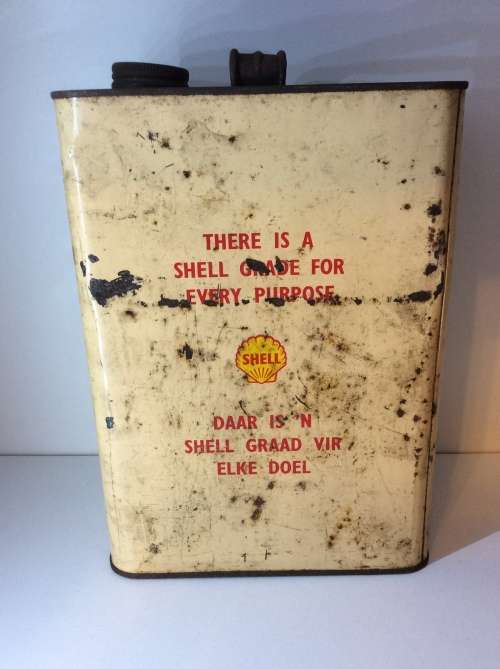 THERE IS A
SHELL GRADE FOR
EVERY PURPOSE
SHELL
DAAR IS 'N
SHELL GRAAD VIR
ELKE DOEL